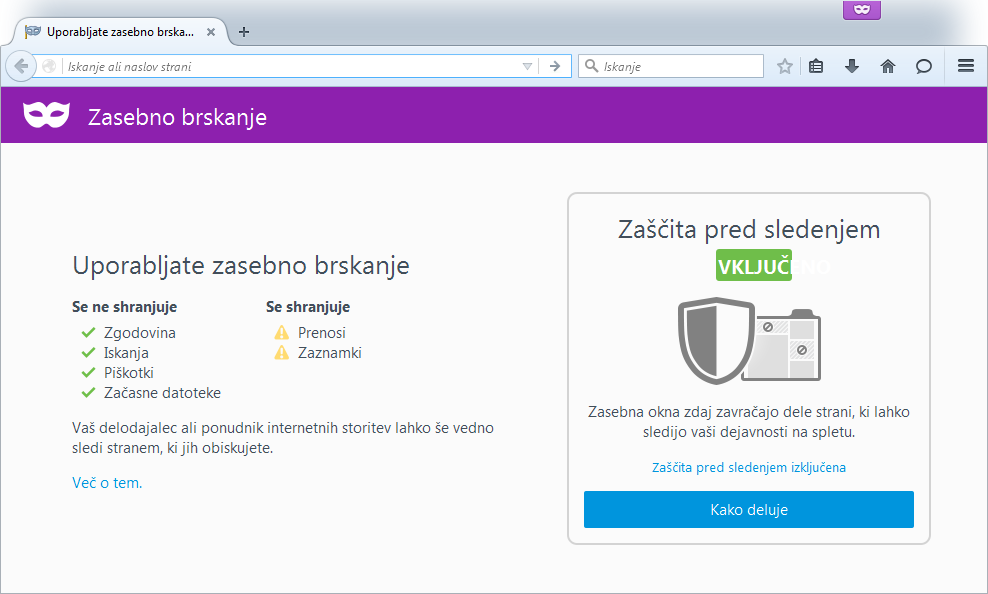 Uporabljate zasebno brska...
Iskanje ali naslov strani
Iskanje
Zasebno brskanje
Uporabljate zasebno brskanje
Se ne shranjuje
Zgodovina
Iskanja
Piškotki
Začasne datoteke
Se shranjuje
Prenosi
Zaznamki
Vaš delodajalec ali ponudnik internetnih storitev lahko še vedno
sledi stranem, ki jih obiskujete.
Več o tem.
Zaščita pred sledenjem
VKLJUČENO
Zasebna okna zdaj zavračajo dele strani, ki lahko
sledijo vaši dejavnosti na spletu.
Zaščita pred sledenjem izključena
Kako deluje